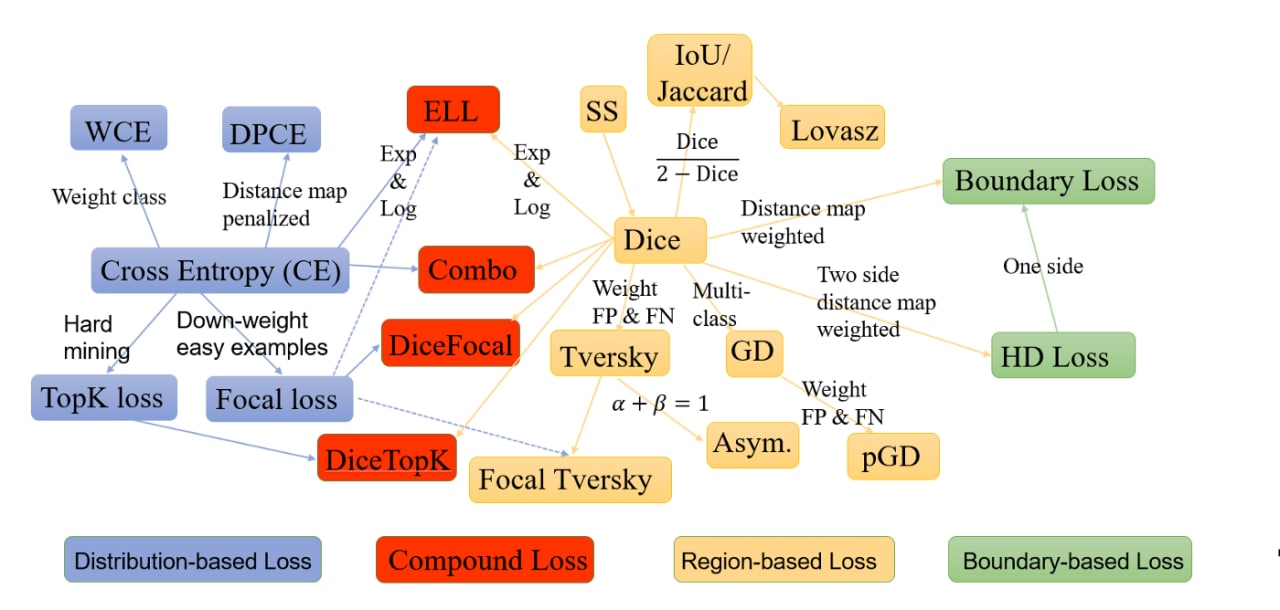 IoU/
Jaccard
ELL
SS
Lovasz
WCE
DPCE
Dice
2 − Dice
Exp
&
Log
Exp
&
Log
Weight class
Distance map
penalized
Boundary Loss
Distance map
weighted
Dice
Cross Entropy (CE)
Combo
One side
Two side
distance map
weighted
Weight
FP & FN
Multi-
class
Hard
mining
Down-weight
easy examples
DiceFocal
Tversky
GD
HD Loss
TopK loss
Focal loss
α + β = 1
Weight
FP & FN
Asym.
pGD
DiceTopK
Focal Tversky
Distribution-based Loss
Compound Loss
Region-based Loss
Boundary-based Loss